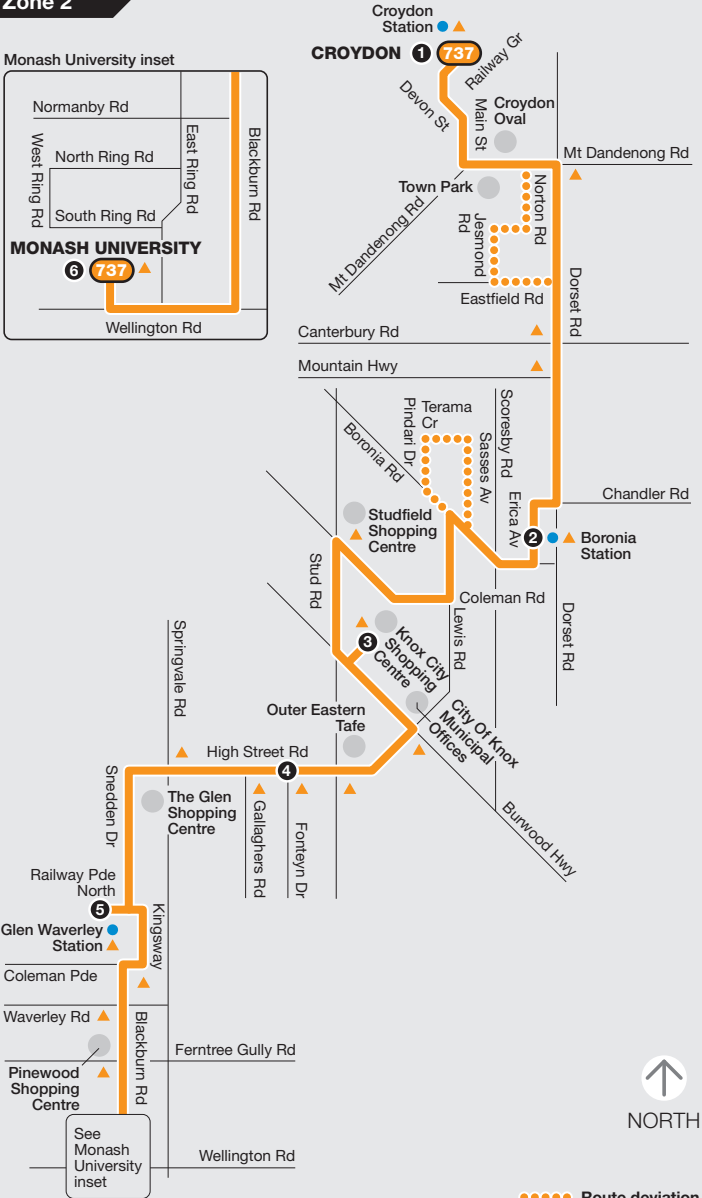 Zone 2
Croydon
Station
CROYDON 1 737
Railway Gr
Devon St
Main St
Croydon
Oval
Mt Dandenong Rd
Town Park
Mt Dandenong Rd
Norton Rd
Jesmond
Rd
Eastfield Rd
Dorset Rd
Canterbury Rd
Mountain Hwy
Monash University inset
Normanby Rd
West Ring Rd
North Ring Rd
East Ring Rd
Blackburn Rd
South Ring Rd
MONASH UNIVERSITY
6 737
Wellington Rd
Terama
Cr
Pindari Dr
Boronia Rd
Sasses Av
Scoresby Rd
Erica Av
Chandler Rd
2
Boronia
Station
Studfield
Shopping
Centre
Stud Rd
Coleman Rd
Lewis Rd
Dorset Rd
3
Knox City
Shopping
Centre
City Of Knox
Municipal
Offices
Burwood Hwy
Outer Eastern
Tafe
Springvale Rd
High Street Rd
4
Snedden Dr
The Glen
Shopping
Centre
Gallaghers Rd
Fonteyn Dr
Railway Pde
North
5
Kingsway
Glen Waverley
Station
Coleman Pde
Waverley Rd
Blackburn Rd
Ferntree Gully Rd
Pinewood
Shopping
Centre
See
Monash
University
inset
Wellington Rd
NORTH
Route deviation